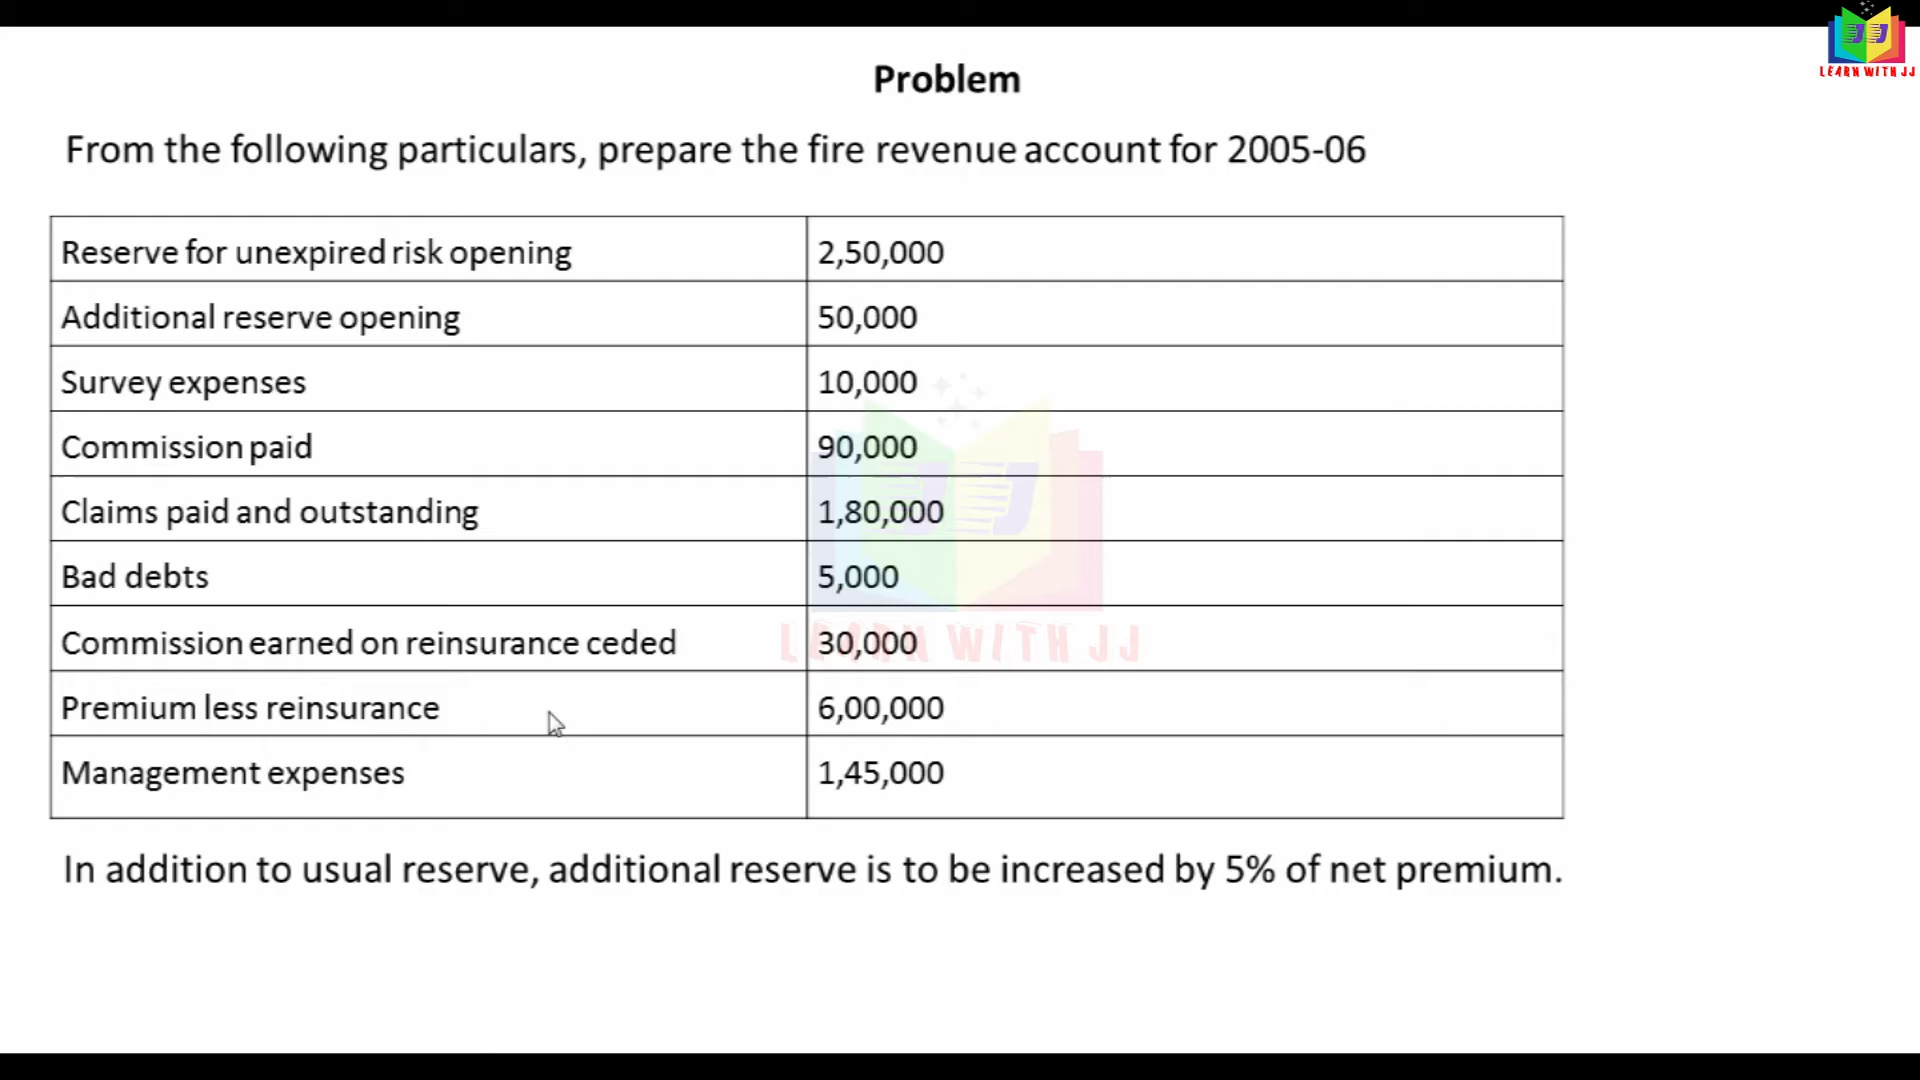 LEARN WITH JJ
Problem
From the following particulars, prepare the fire revenue account for 2005-06
Reserve for unexpired risk opening 2,50,000
Additional reserve opening 50,000
Survey expenses 10,000
Commission paid 90,000
Claims paid and outstanding 1,80,000
Bad debts 5,000
Commission earned on reinsurance ceded 30,000
LEARN WITH JJ
Premium less reinsurance 6,00,000
Management expenses 1,45,000
In addition to usual reserve, additional reserve is to be increased by 5% of net premium.